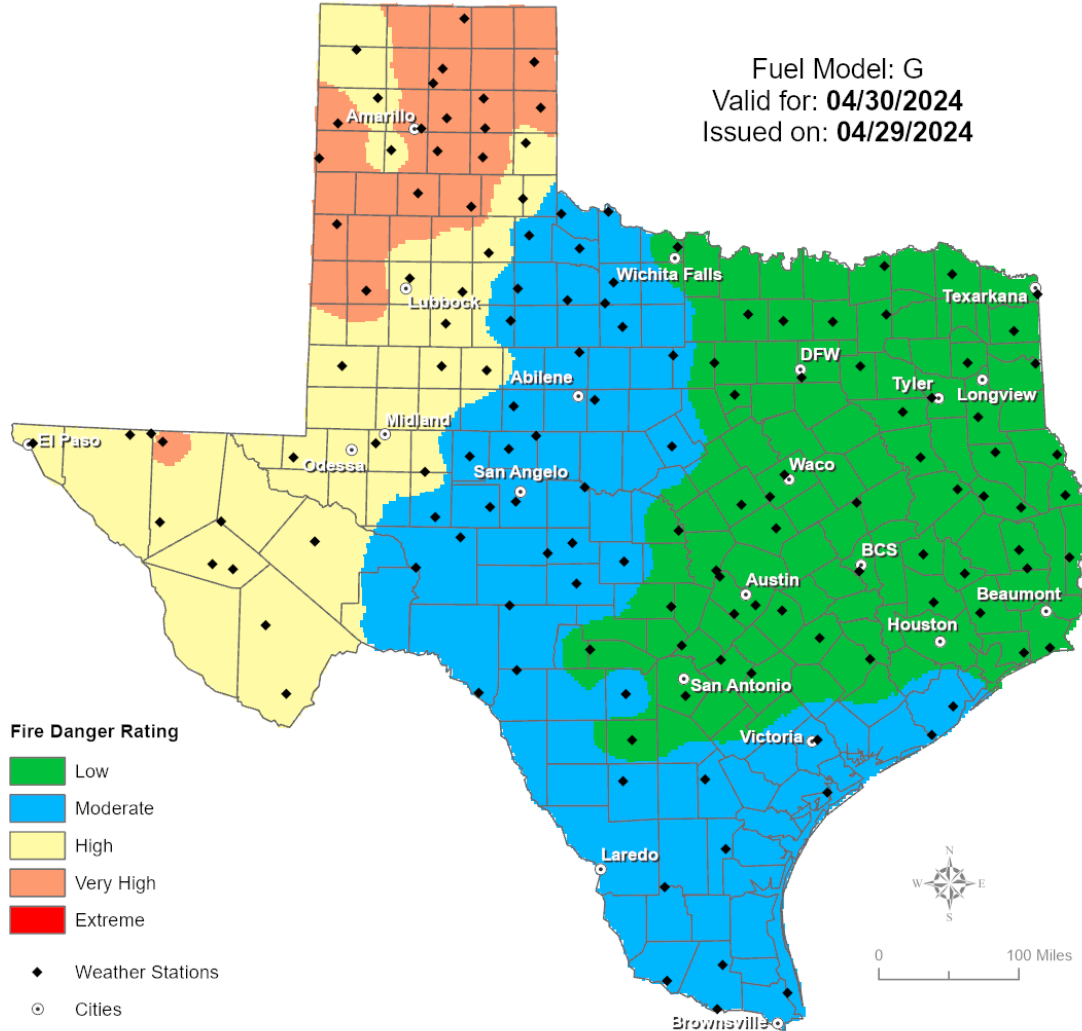 Fuel Model: G
Valid for: 04/30/2024
Issued on: 04/29/2024
Amarillo
Wichita Falls
Lubbock
Texarkana
DFW
Abilene
Tyler
Longview
Midland
El Paso
Odessa
San Angelo
Waco
BCS
Austin
Beaumont
Houston
San Antonio
Victoria
Laredo
Brownsville
Fire Danger Rating
Low
Moderate
High
Very High
Extreme
Weather Stations
Cities
N
W E
S
0 100 Miles